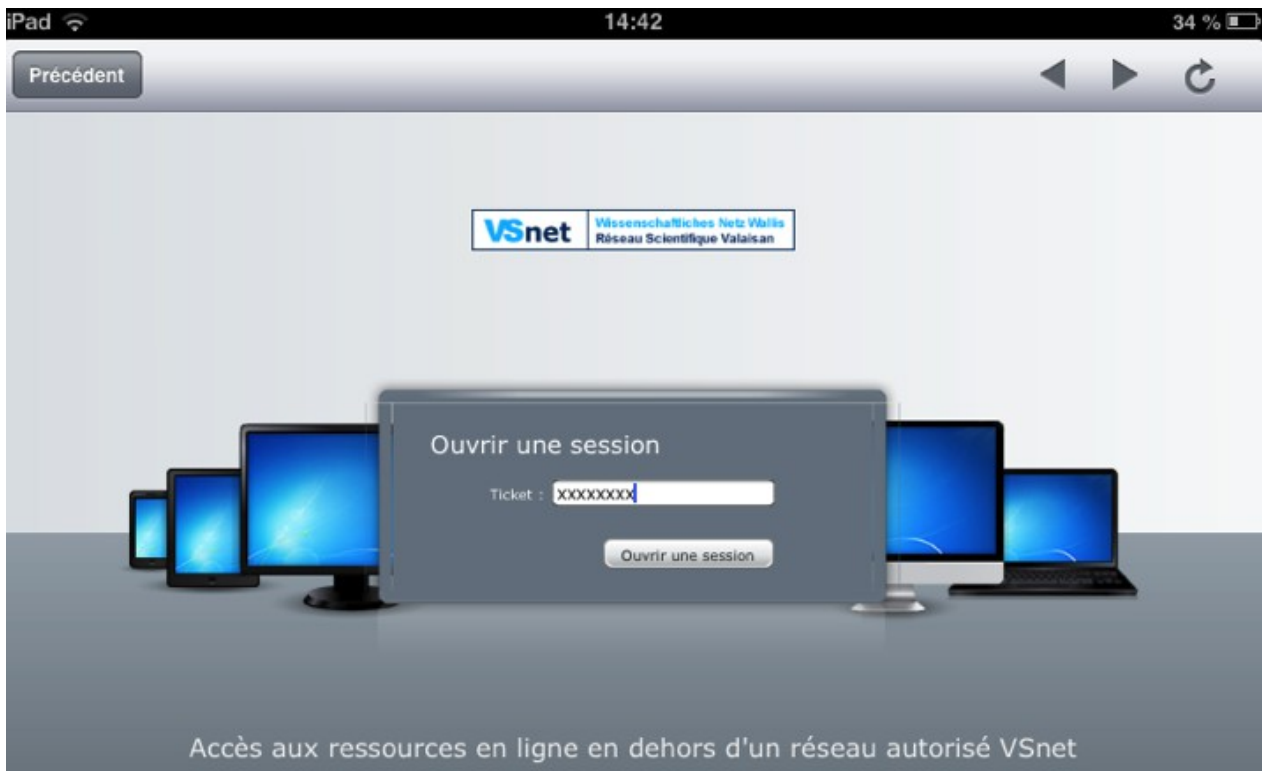 iPad 14:42 34 %
Précédent
VSnet
Wissenschaftliches Netz Wallis
Réseau Scientifique Valaisan
Ouvrir une session
Ticket : xxxxxxxx
Ouvrir une session
Accès aux ressources en ligne en dehors d'un réseau autorisé VSnet